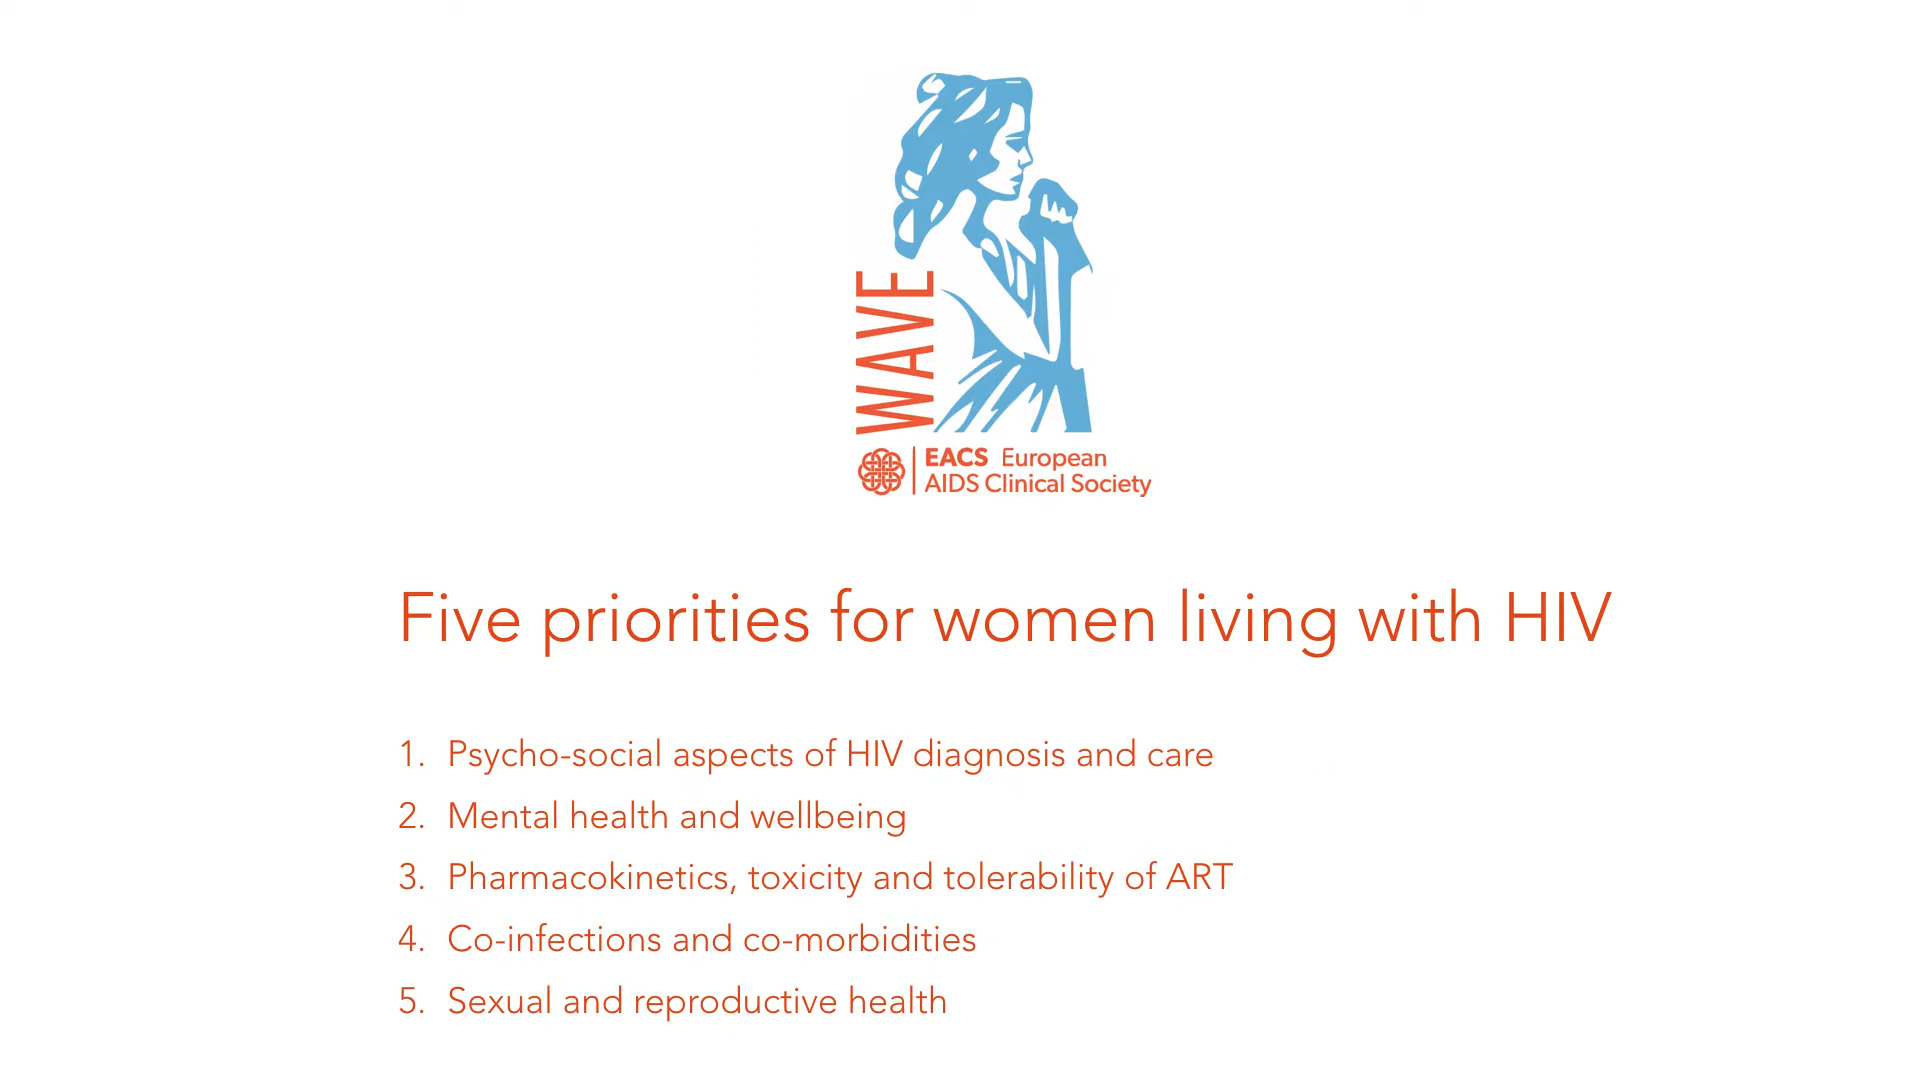 WAVE
EACS European
AIDS Clinical Society
Five priorities for women living with HIV
1. Psycho-social aspects of HIV diagnosis and care
2. Mental health and wellbeing
3. Pharmacokinetics, toxicity and tolerability of ART
4. Co-infections and co-morbidities
5. Sexual and reproductive health